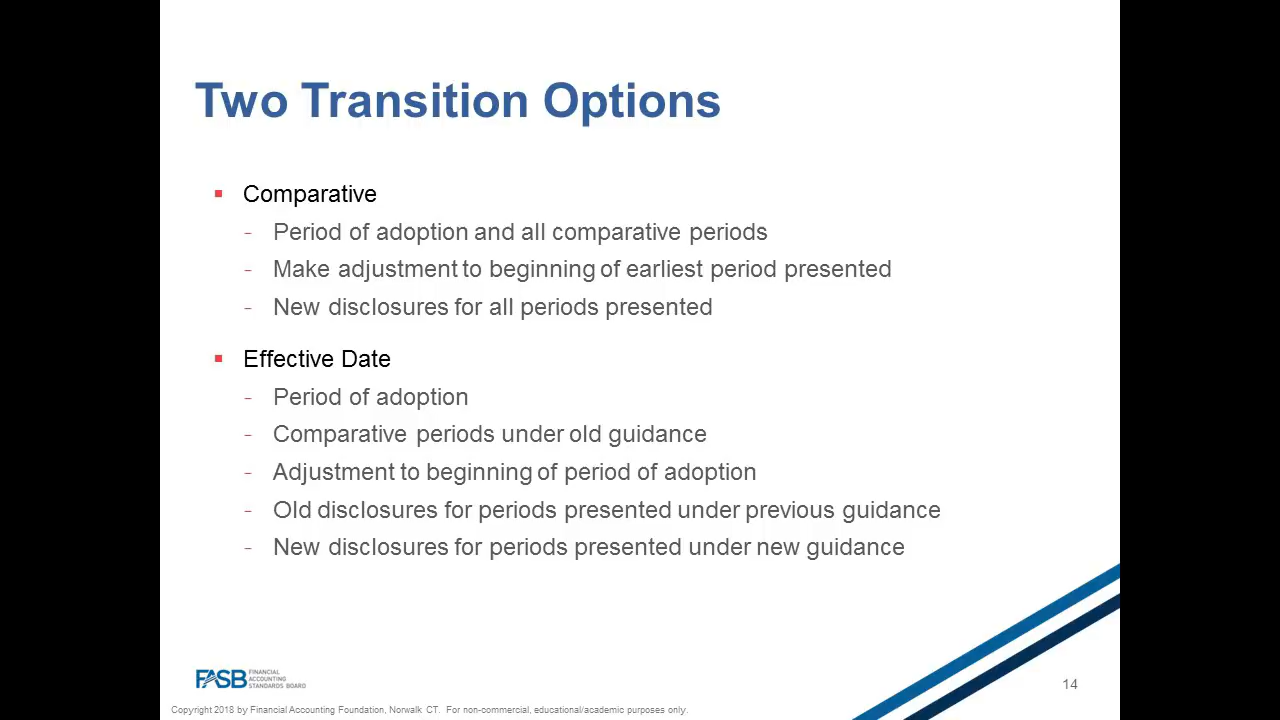 Two Transition Options
▪ Comparative
- Period of adoption and all comparative periods
- Make adjustment to beginning of earliest period presented
- New disclosures for all periods presented
▪ Effective Date
- Period of adoption
- Comparative periods under old guidance
- Adjustment to beginning of period of adoption
- Old disclosures for periods presented under previous guidance
- New disclosures for periods presented under new guidance
FASB FINANCIAL
ACCOUNTING
STANDARDS BOARD
14
Copyright 2018 by Financial Accounting Foundation, Norwalk CT. For non-commercial, educational/academic purposes only.